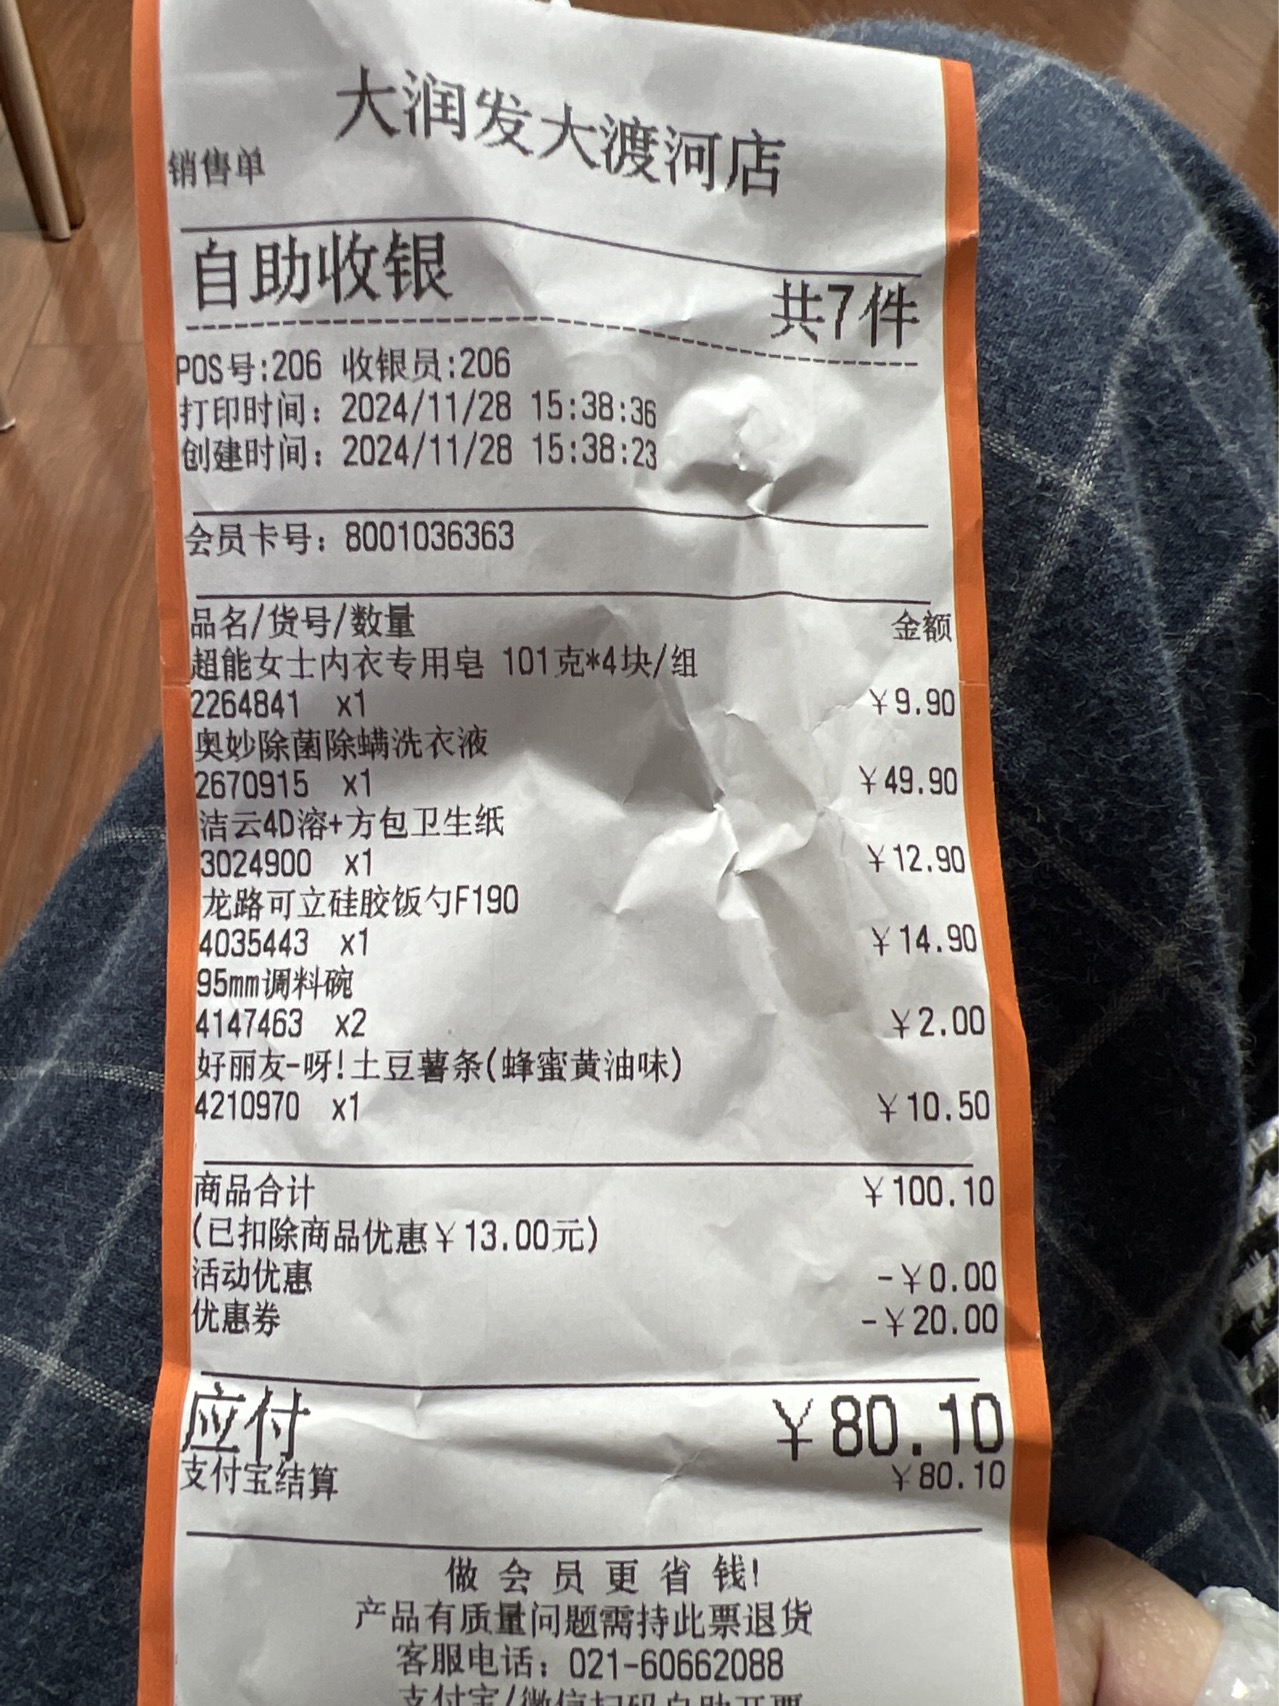 大润发大渡河店
销售单
自助收银
共7件
POS号:206 收银员:206
打印时间: 2024/11/28 15:38:36
创建时间: 2024/11/28 15:38:23
会员卡号: 8001036363
品名/货号/数量 金额
超能女士内衣专用皂 101克*4块/组
2264841 x1 ￥9.90
奥妙除菌除螨洗衣液
2670915 x1 ￥49.90
洁云4D溶+方包卫生纸
3024900 x1 ￥12.90
龙路可立硅胶饭勺F190
4035443 x1 ￥14.90
95mm调料碗
4147463 x2 ￥2.00
好丽友-呀!土豆薯条(蜂蜜黄油味)
4210970 x1 ￥10.50
商品合计 ￥100.10
(已扣除商品优惠￥13.00元)
活动优惠 -￥0.00
优惠券 -￥20.00
应付 ￥80.10
支付宝结算 ￥80.10
做会员更省钱!
产品有质量问题需持此票退货
客服电话: 021-60662088
支付宝/微信扫码自助开票